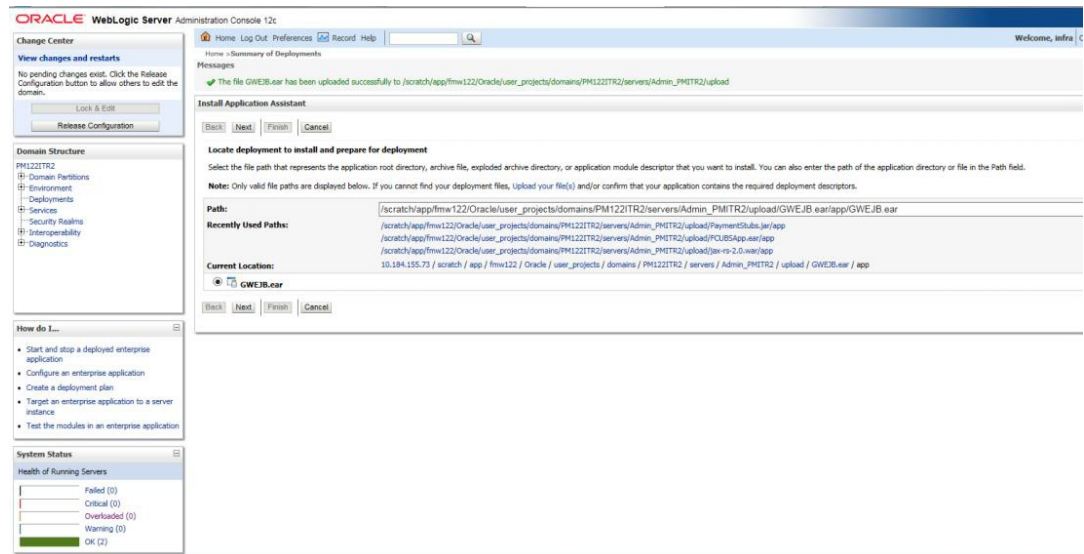 ORACLE WebLogic Server Administration Console 12c
Change Center
View changes and restarts
No pending changes exist. Click the Release
Configuration button to allow others to edit the
domain.
Lock & Edit
Release Configuration
Domain Structure
PM122ITR2
Domain Partitions
Environment
Deployments
Services
Security Realms
Interoperability
Diagnostics
How do I...
Start and stop a deployed enterprise
application
Configure an enterprise application
Create a deployment plan
Target an enterprise application to a server
instance
Test the modules in an enterprise application
System Status
Health of Running Servers
Failed (0)
Critical (0)
Overloaded (0)
Warning (0)
OK (2)
Home Log Out Preferences Record Help
Welcome, infra
Home >Summary of Deployments
Messages
The file GWEJB.ear has been uploaded successfully to /scratch/app/fmw122/Oracle/user_projects/domains/PM122ITR2/servers/Admin_PMITR2/upload
Install Application Assistant
Back Next Finish Cancel
Locate deployment to install and prepare for deployment
Select the file path that represents the application root directory, archive file, exploded archive directory, or application module descriptor that you want to install. You can also enter the path of the application directory or file in the Path field.
Note: Only valid file paths are displayed below. If you cannot find your deployment files, Upload your file(s) and/or confirm that your application contains the required deployment descriptors.
Path: /scratch/app/fmw122/Oracle/user_projects/domains/PM122ITR2/servers/Admin_PMITR2/upload/GWEJB.ear/app/GWEJB.ear
Recently Used Paths: /scratch/app/fmw122/Oracle/user_projects/domains/PM122ITR2/servers/Admin_PMITR2/upload/PaymentStubs.jar/app
/scratch/app/fmw122/Oracle/user_projects/domains/PM122ITR2/servers/Admin_PMITR2/upload/FCUBSApp.ear/app
/scratch/app/fmw122/Oracle/user_projects/domains/PM122ITR2/servers/Admin_PMITR2/upload/jax-rs-2.0.war/app
Current Location: 10.184.155.73 / scratch / app / fmw122 / Oracle / user_projects / domains / PM122ITR2 / servers / Admin_PMITR2 / upload / GWEJB.ear / app
GWEJB.ear
Back Next Finish Cancel